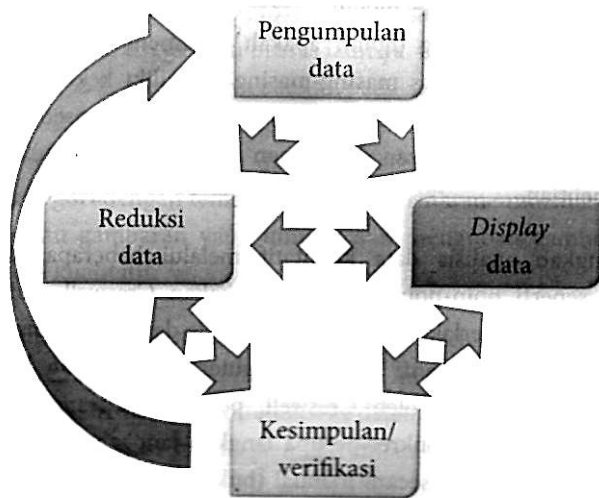 Pengumpulan
data
Reduksi
data
Display
data
Kesimpulan/
verifikasi